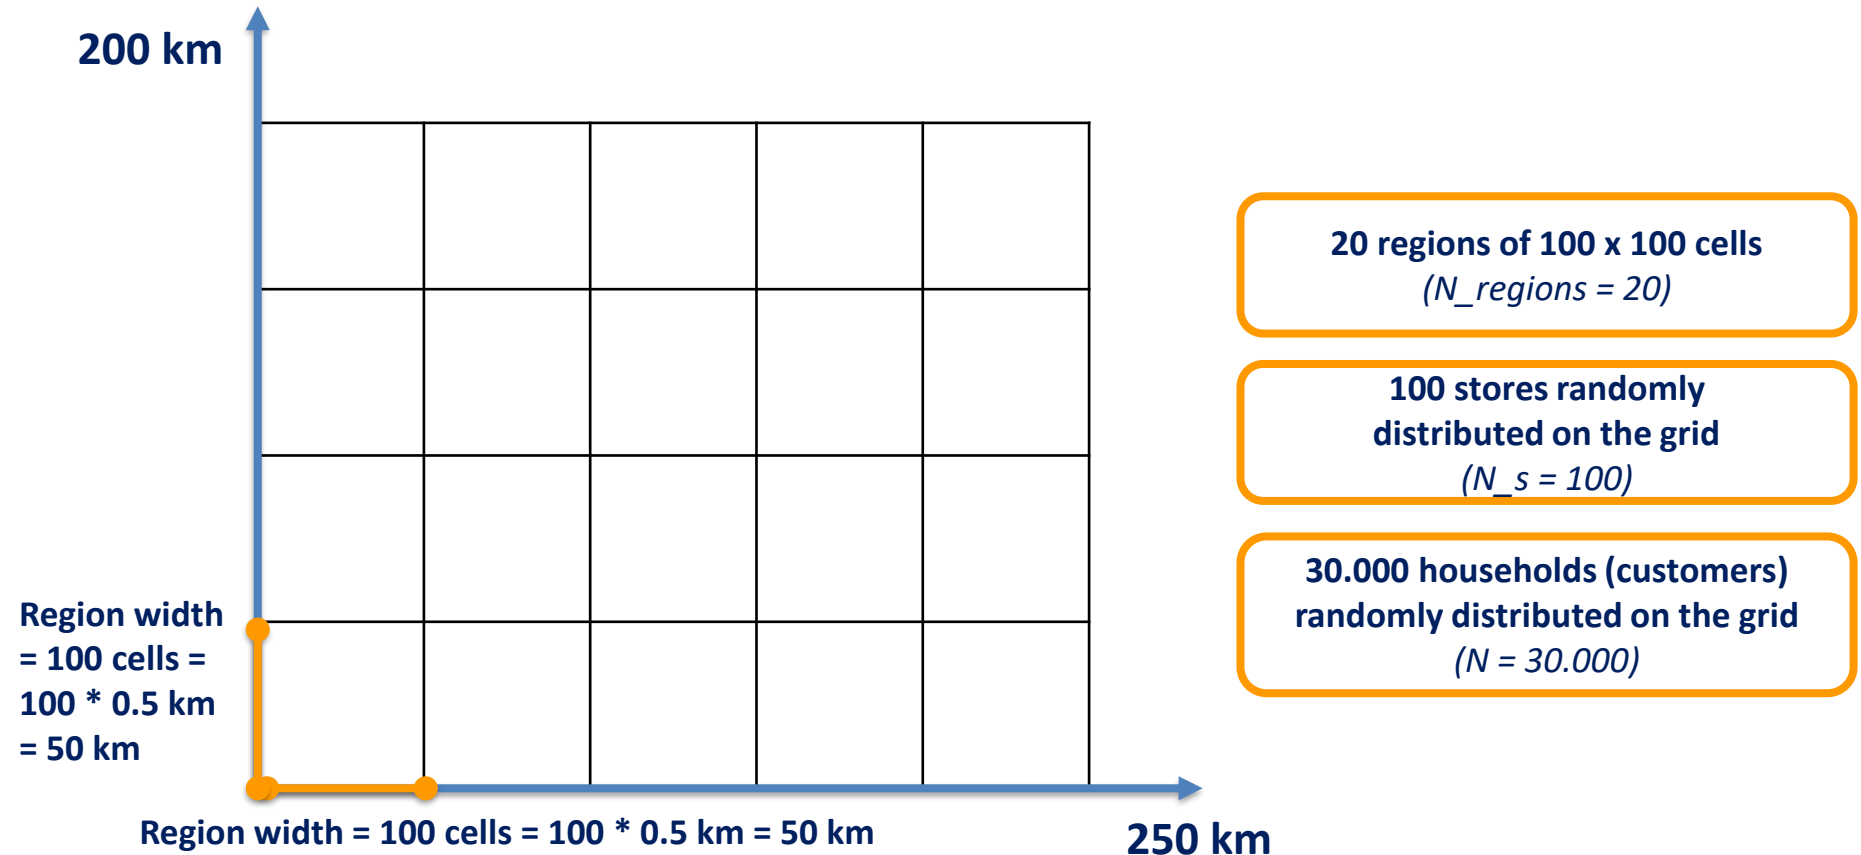 200 km
Region width
= 100 cells =
100 * 0.5 km
= 50 km
Region width = 100 cells = 100 * 0.5 km = 50 km
250 km
20 regions of 100 x 100 cells
(N_regions = 20)
100 stores randomly
distributed on the grid
(N_s = 100)
30.000 households (customers)
randomly distributed on the grid
(N = 30.000)